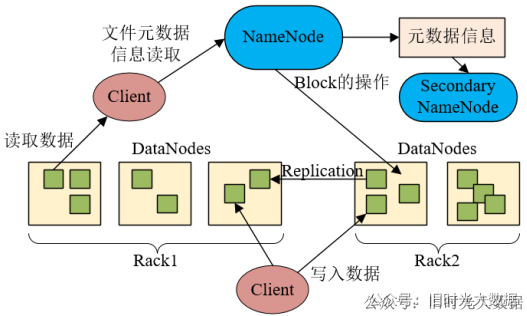 文件元数据
信息读取
NameNode
元数据信息
Client
Block的操作
Secondary
NameNode
读取数据
DataNodes
DataNodes
Replication
Rack1
写入数据
Rack2
Client
公众号：旧时光大数据